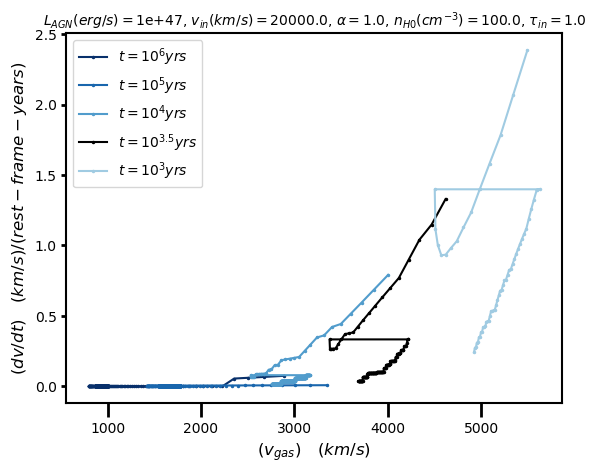 L_AGN(erg/s) = 1e+47, v_in(km/s) = 20000.0, α = 1.0, n_H0(cm^−3) = 100.0, τ_in = 1.0
2.5
2.0
1.5
1.0
0.5
0.0
(dv/dt) (km/s)/(rest − frame − years)
t = 10^6 yrs
t = 10^5 yrs
t = 10^4 yrs
t = 10^3.5 yrs
t = 10^3 yrs
1000 2000 3000 4000 5000
(v_gas) (km/s)